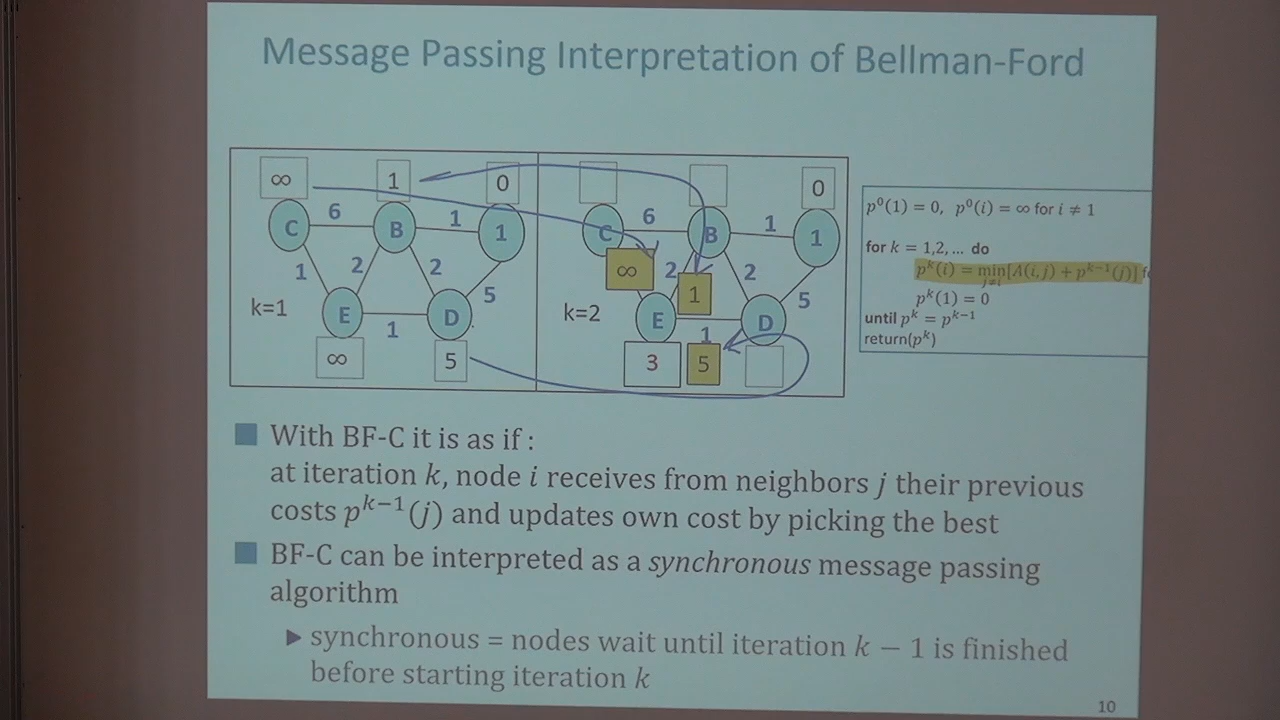 Message Passing Interpretation of Bellman-Ford
∞ 1 0 0
C 6 B 1 1 C 6 B 1 1
∞ 1
1 2 2 5 2 2 5
k=1 k=2
E 1 D E 1 D
∞ 5 3 5
p⁰(1) = 0, p⁰(i) = ∞ for i ≠ 1
for k = 1,2, ... do
pᵏ(i) = min[A(i,j) + pᵏ⁻¹(j)] f
j≠i
pᵏ(1) = 0
until pᵏ = pᵏ⁻¹
return(pᵏ)
With BF-C it is as if :
at iteration k, node i receives from neighbors j their previous
costs pᵏ⁻¹(j) and updates own cost by picking the best
BF-C can be interpreted as a synchronous message passing
algorithm
synchronous = nodes wait until iteration k − 1 is finished
before starting iteration k
10